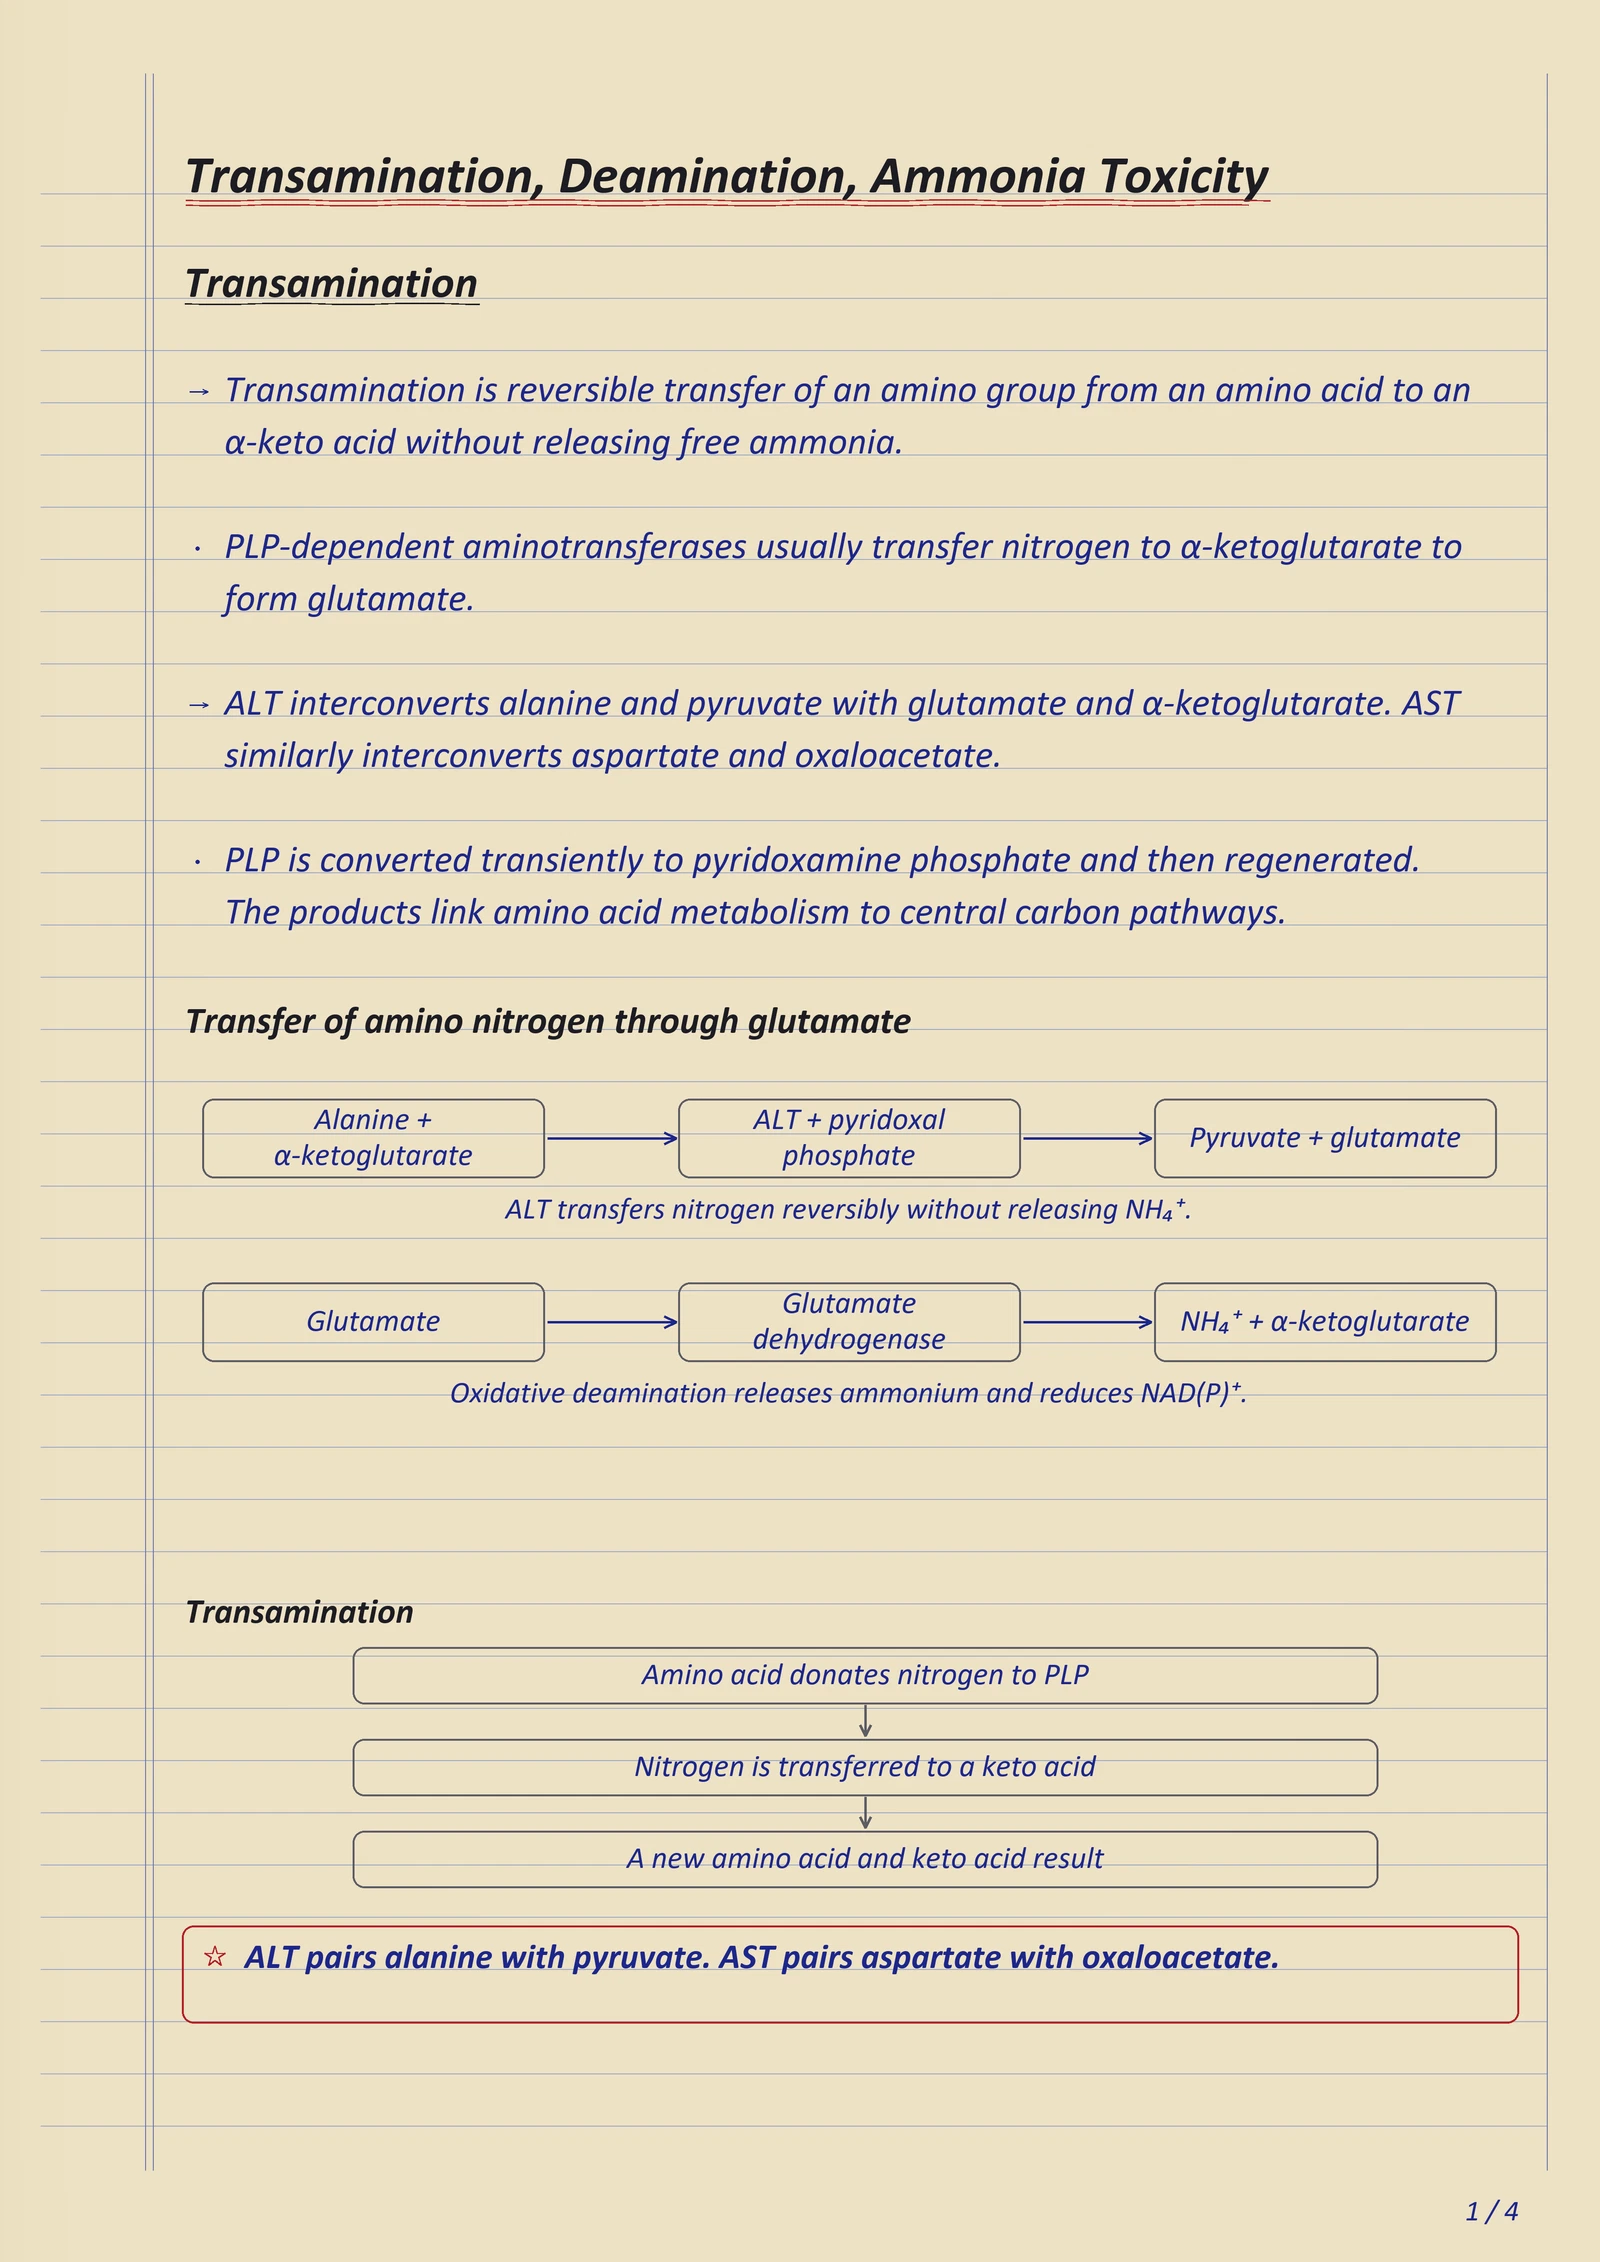 Transamination, Deamination, Ammonia Toxicity
Transamination
→ Transamination is reversible transfer of an amino group from an amino acid to an
α-keto acid without releasing free ammonia.
· PLP-dependent aminotransferases usually transfer nitrogen to α-ketoglutarate to
form glutamate.
→ ALT interconverts alanine and pyruvate with glutamate and α-ketoglutarate. AST
similarly interconverts aspartate and oxaloacetate.
· PLP is converted transiently to pyridoxamine phosphate and then regenerated.
The products link amino acid metabolism to central carbon pathways.
Transfer of amino nitrogen through glutamate
Alanine +
α-ketoglutarate
ALT + pyridoxal
phosphate
Pyruvate + glutamate
ALT transfers nitrogen reversibly without releasing NH₄⁺.
Glutamate
Glutamate
dehydrogenase
NH₄⁺ + α-ketoglutarate
Oxidative deamination releases ammonium and reduces NAD(P)⁺.
Transamination
Amino acid donates nitrogen to PLP
Nitrogen is transferred to a keto acid
A new amino acid and keto acid result
☆ ALT pairs alanine with pyruvate. AST pairs aspartate with oxaloacetate.
1 / 4